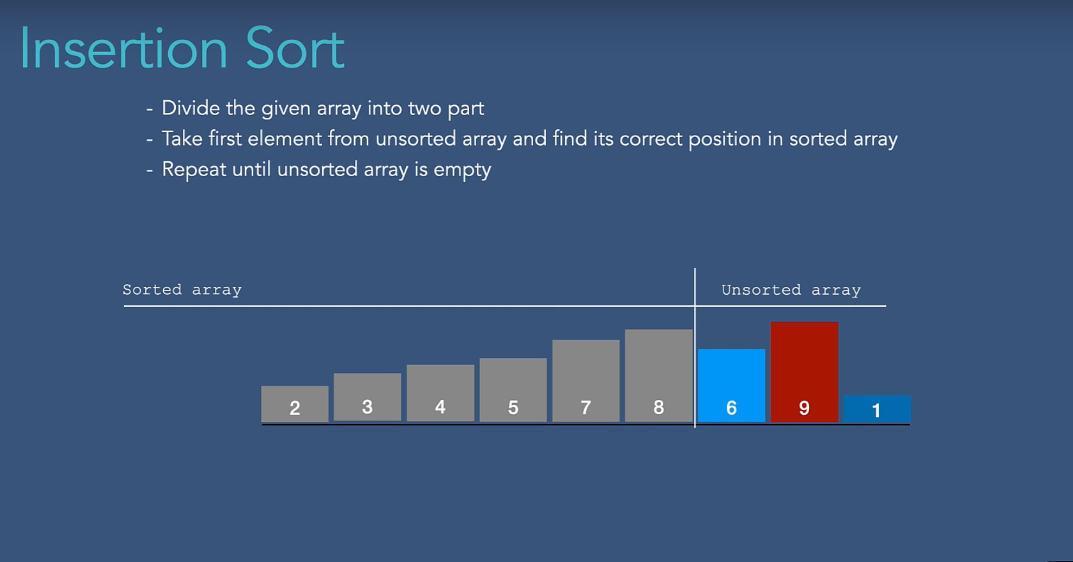 Insertion Sort
- Divide the given array into two part
- Take first element from unsorted array and find its correct position in sorted array
- Repeat until unsorted array is empty
Sorted array Unsorted array
2 3 4 5 7 8 6 9 1